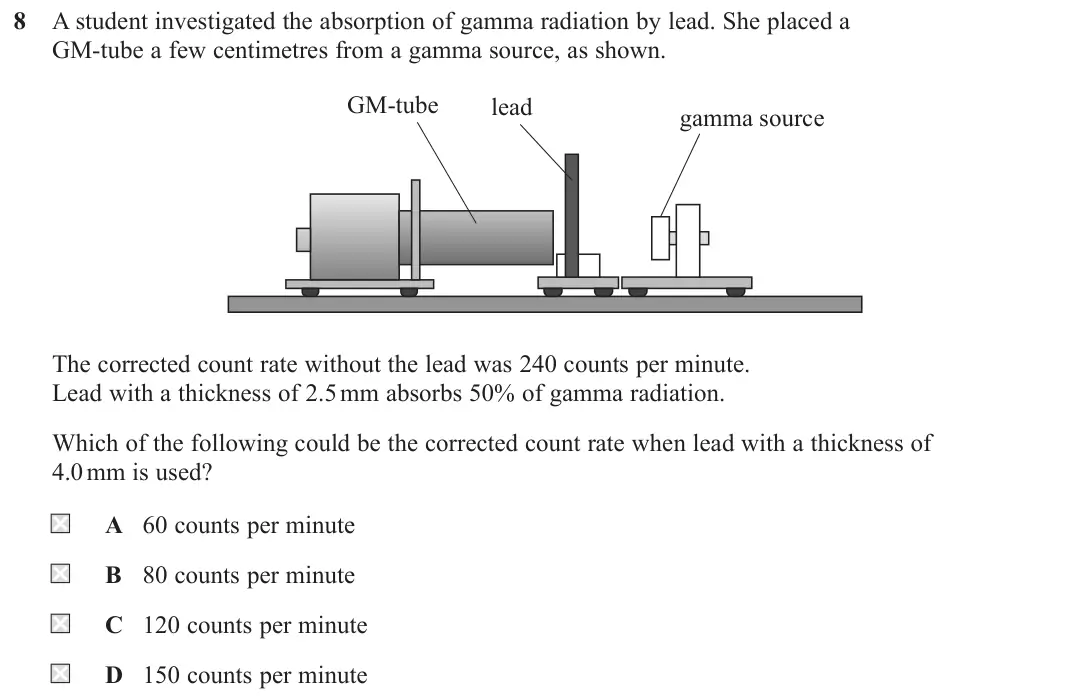 8 A student investigated the absorption of gamma radiation by lead. She placed a
GM-tube a few centimetres from a gamma source, as shown.
GM-tube
lead
gamma source
The corrected count rate without the lead was 240 counts per minute.
Lead with a thickness of 2.5 mm absorbs 50% of gamma radiation.
Which of the following could be the corrected count rate when lead with a thickness of
4.0 mm is used?
A 60 counts per minute
B 80 counts per minute
C 120 counts per minute
D 150 counts per minute